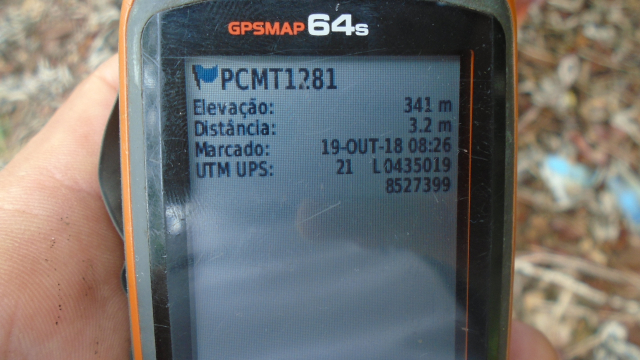 GPSMAP 64s
PCMT1281
Elevação: 341 m
Distância: 3.2 m
Marcado: 19-OUT-18 08:26
UTM UPS: 21 L 0435019
8527399